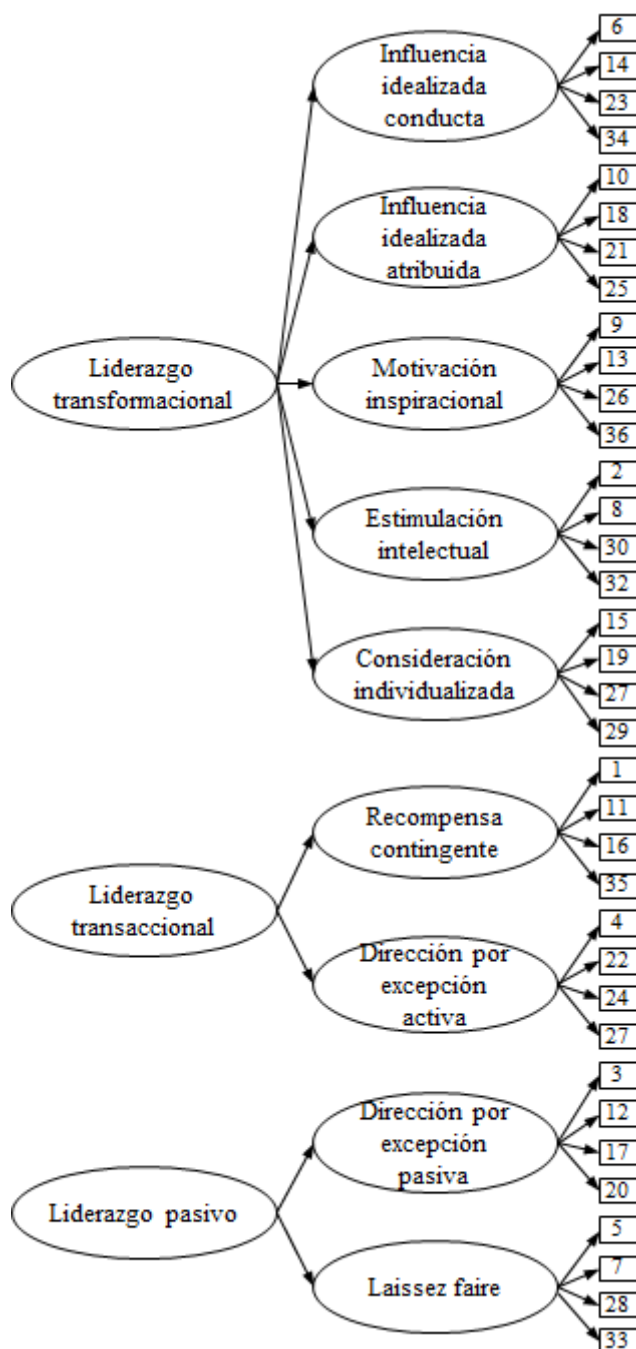 Influencia
idealizada
conducta
6
14
23
34
Influencia
idealizada
atribuida
10
18
21
25
Liderazgo
transformacional
Motivación
inspiracional
9
13
26
36
Estimulación
intelectual
2
8
30
32
Consideración
individualizada
15
19
27
29
Liderazgo
transaccional
Recompensa
contingente
1
11
16
35
Dirección por
excepción
activa
4
22
24
27
Liderazgo pasivo
Dirección por
excepción
pasiva
3
12
17
20
Laissez faire
5
7
28
33